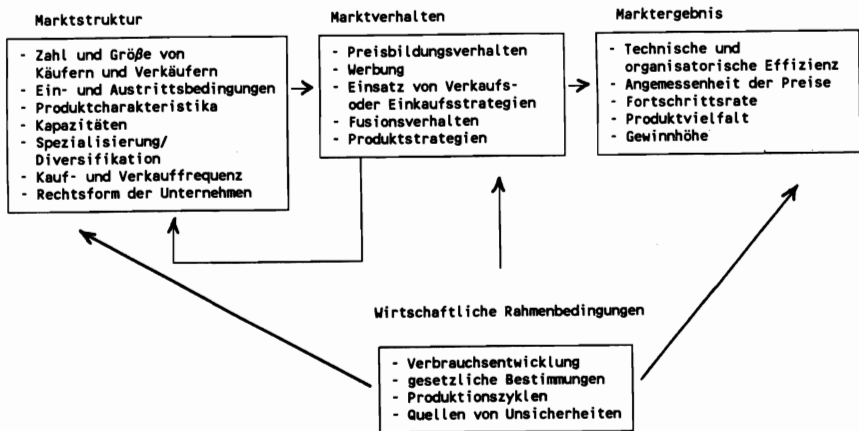 Marktstruktur
- Zahl und Größe von
Käufern und Verkäufern
- Ein- und Austrittsbedingungen
- Produktcharakteristika
- Kapazitäten
- Spezialisierung/
Diversifikation
- Kauf- und Verkauffrequenz
- Rechtsform der Unternehmen
Marktverhalten
- Preisbildungsverhalten
- Werbung
- Einsatz von Verkaufs-
oder Einkaufsstrategien
- Fusionsverhalten
- Produktstrategien
Marktergebnis
- Technische und
organisatorische Effizienz
- Angemessenheit der Preise
- Fortschrittsrate
- Produktvielfalt
- Gewinnhöhe
Wirtschaftliche Rahmenbedingungen
- Verbrauchsentwicklung
- gesetzliche Bestimmungen
- Produktionszyklen
- Quellen von Unsicherheiten